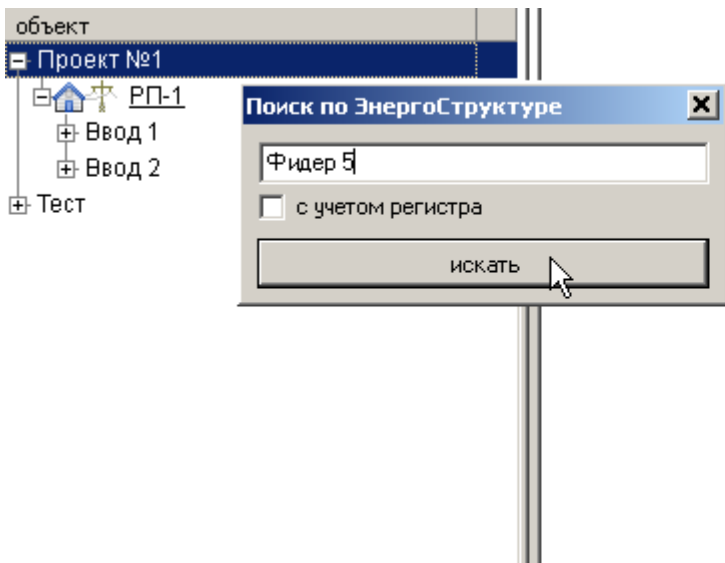 объект
Проект №1
РП-1
Ввод 1
Ввод 2
Тест
Поиск по ЭнергоСтруктуре
Фидер 5
с учетом регистра
искать